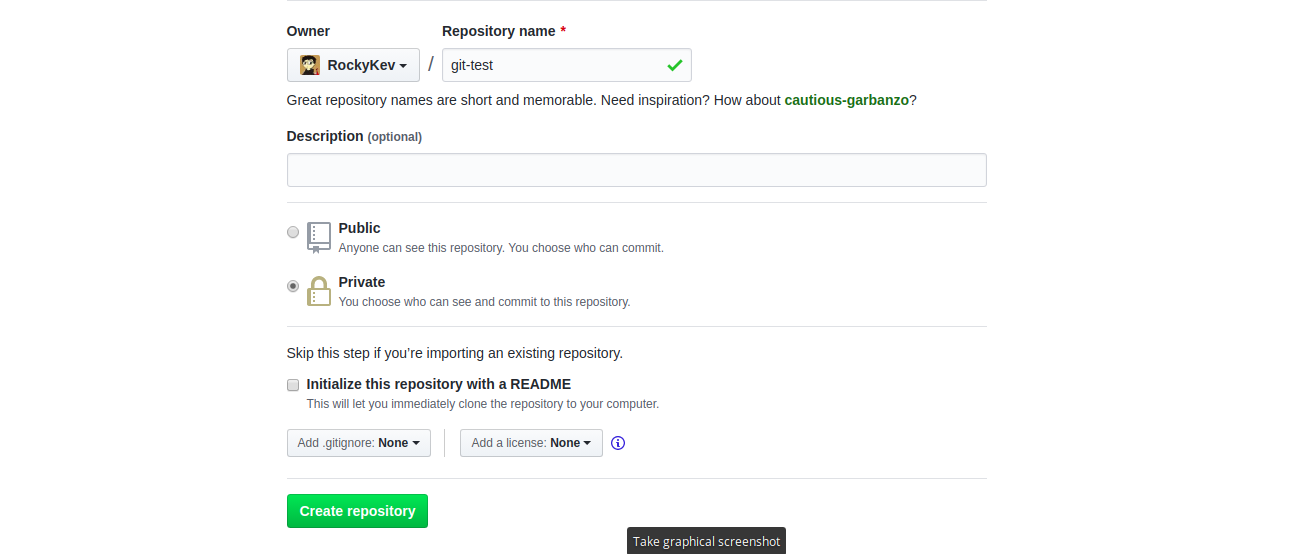 Owner
Repository name *
RockyKev / git-test
Great repository names are short and memorable. Need inspiration? How about cautious-garbanzo?
Description (optional)
Public
Anyone can see this repository. You choose who can commit.
Private
You choose who can see and commit to this repository.
Skip this step if you’re importing an existing repository.
Initialize this repository with a README
This will let you immediately clone the repository to your computer.
Add .gitignore: None
Add a license: None
Create repository
Take graphical screenshot